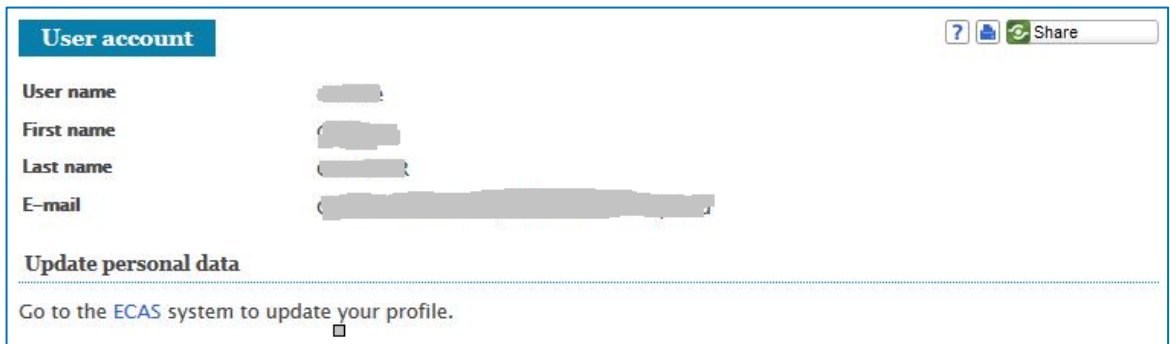 User account
? Share
User name
First name
Last name
E-mail
Update personal data
Go to the ECAS system to update your profile.